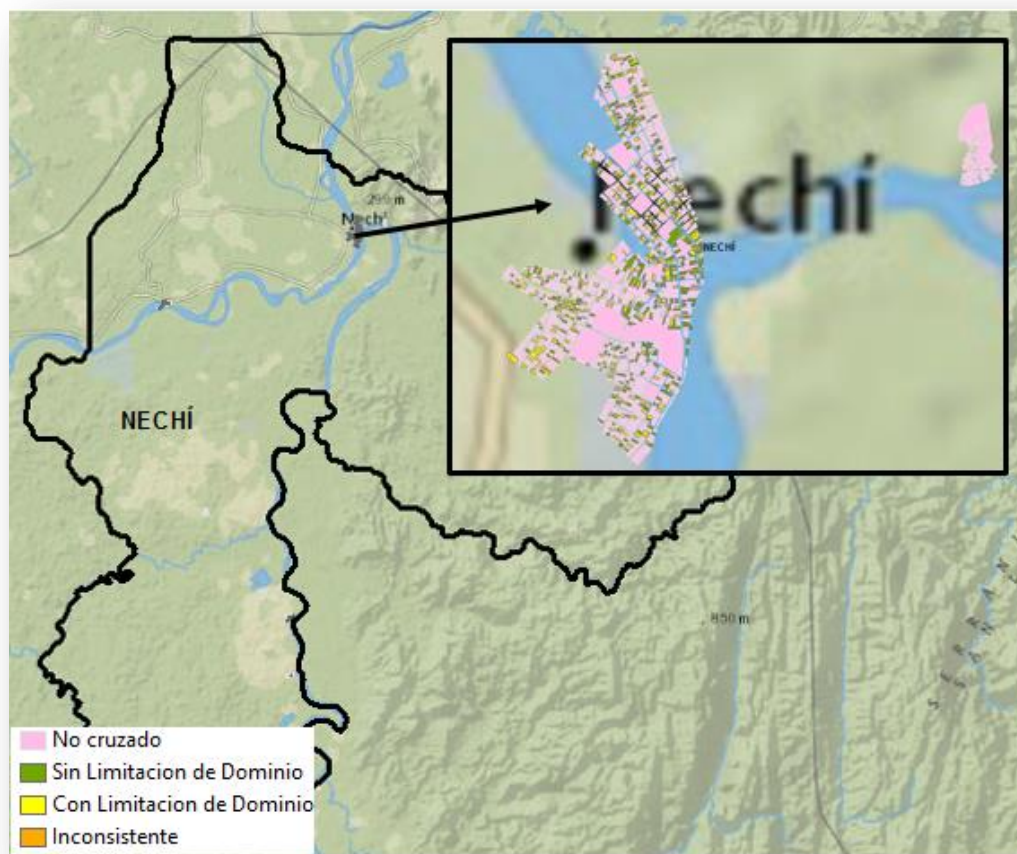 290 m
Nechí
Nechí
NECHÍ
NECHÍ
850 m
No cruzado
Sin Limitacion de Dominio
Con Limitacion de Dominio
Inconsistente